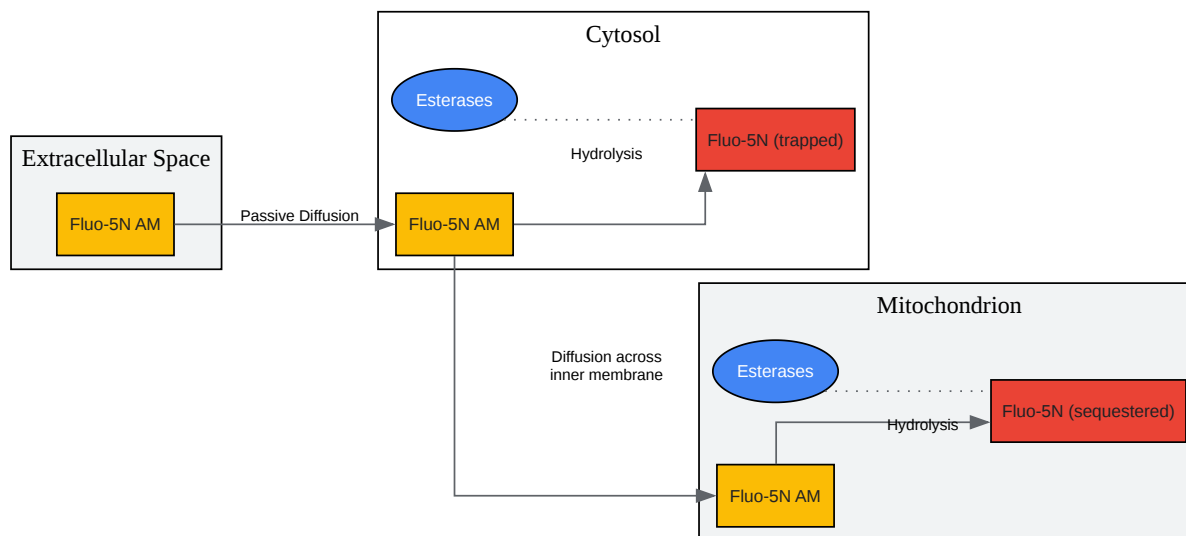 Cytosol
Esterases
Fluo-5N (trapped)
Hydrolysis
Extracellular Space
Fluo-5N AM
Passive Diffusion
Fluo-5N AM
Mitochondrion
Diffusion across
inner membrane
Esterases
Fluo-5N (sequestered)
Hydrolysis
Fluo-5N AM